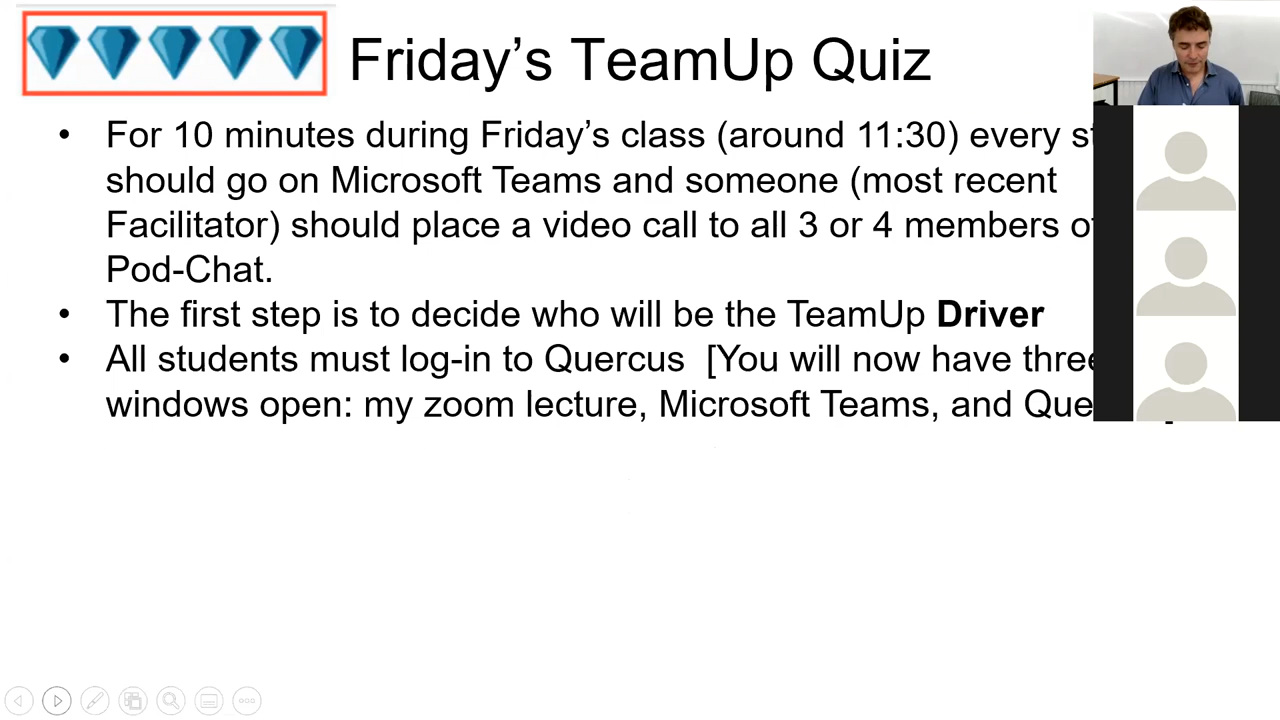 Friday’s TeamUp Quiz
• For 10 minutes during Friday’s class (around 11:30) every
should go on Microsoft Teams and someone (most recent
Facilitator) should place a video call to all 3 or 4 members
Pod-Chat.
• The first step is to decide who will be the TeamUp Driver
• All students must log-in to Quercus [You will now have three
windows open: my zoom lecture, Microsoft Teams, and